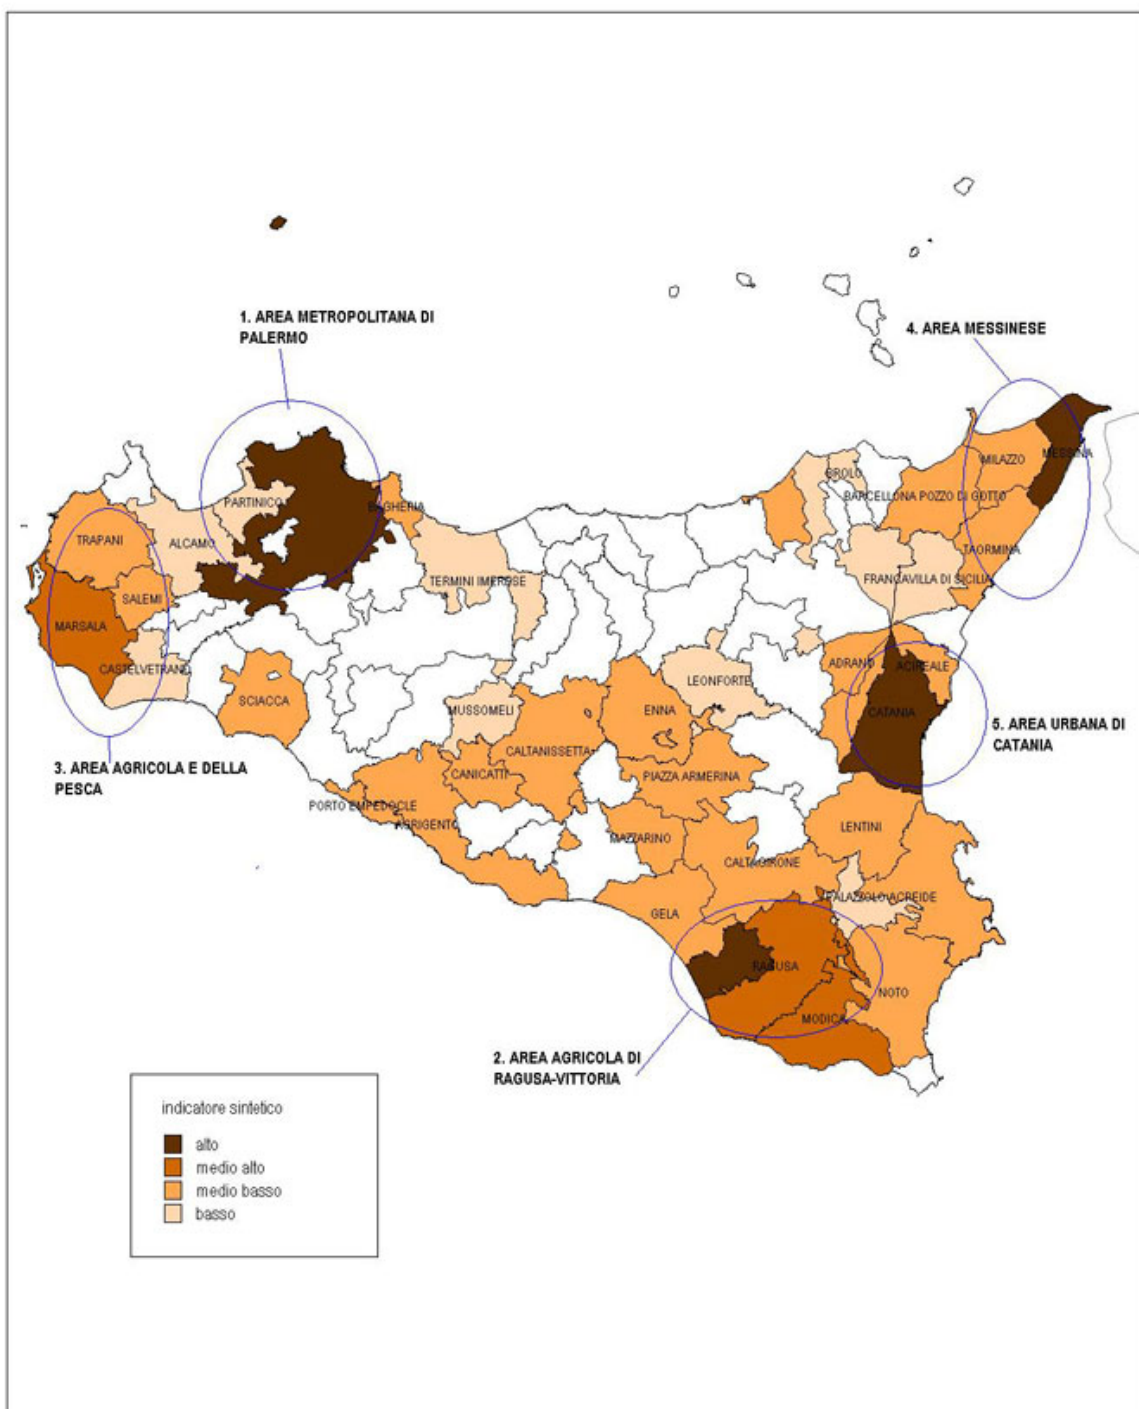 1. AREA METROPOLITANA DI
PALERMO
4. AREA MESSINESE
MESSINA
MILAZZO
BROLO
BARCELLONA POZZO DI GOTTO
PARTINICO
BAGHERIA
TRAPANI
ALCAMO
TAORMINA
FRANCAVILLA DI SICILIA
TERMINI IMERESE
SALEMI
MARSALA
CASTELVETRANO
ADRANO
ACIREALE
LEONFORTE
SCIACCA
MUSSOMELI
ENNA
CATANIA
5. AREA URBANA DI
CATANIA
CALTANISSETTA
3. AREA AGRICOLA E DELLA
PESCA
CANICATTI
PIAZZA ARMERINA
PORTO EMPEDOCLE
AGRIGENTO
LENTINI
MAZZARINO
CALTAGIRONE
PALAZZOLO ACREIDE
GELA
RAGUSA
NOTO
MODICA
2. AREA AGRICOLA DI
RAGUSA-VITTORIA
indicatore sintetico
alto
medio alto
medio basso
basso